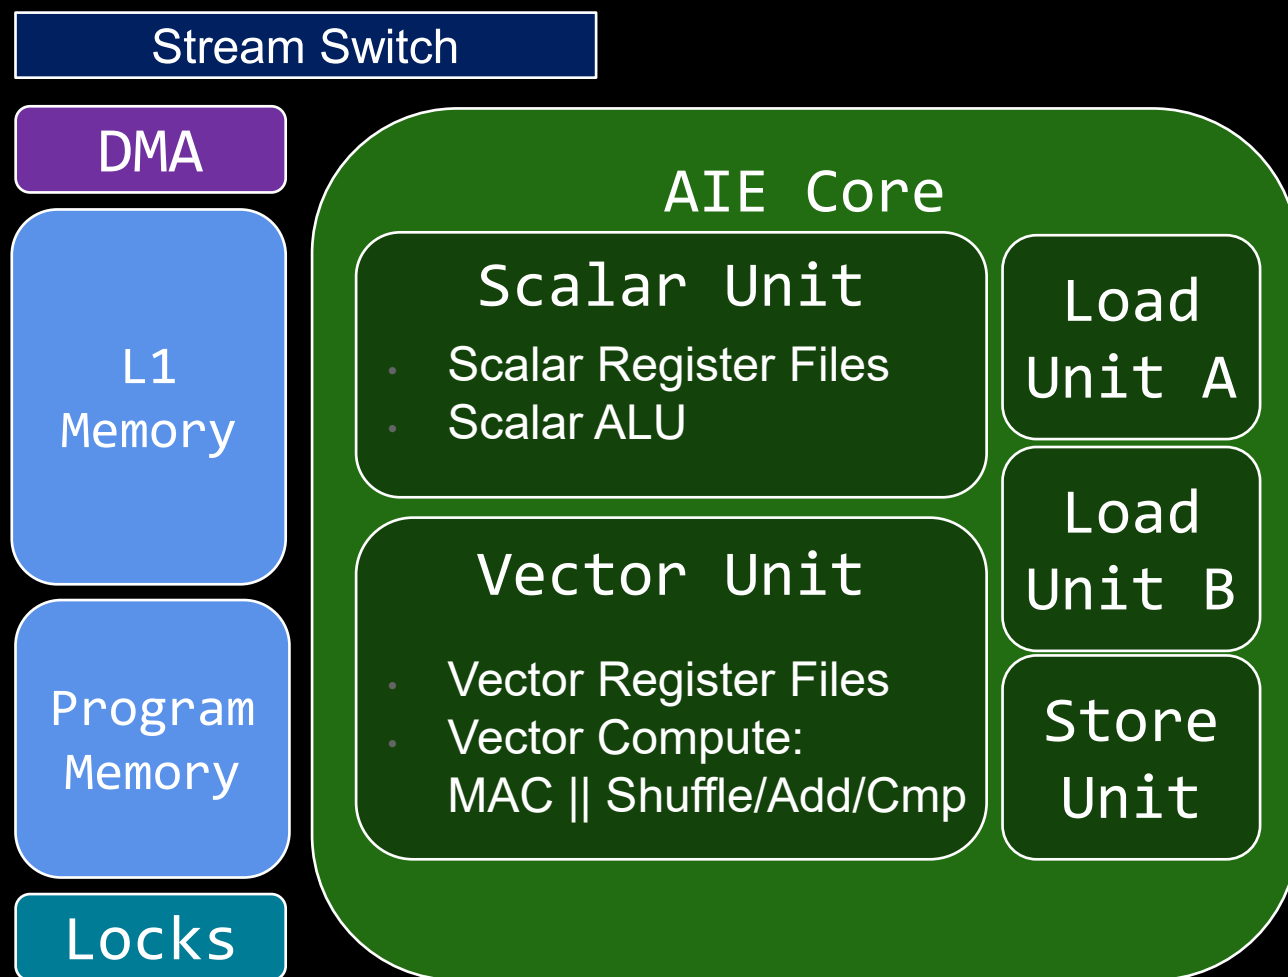 Stream Switch
DMA
L1
Memory
Program
Memory
Locks
AIE Core
Scalar Unit
Scalar Register Files
Scalar ALU
Vector Unit
Vector Register Files
Vector Compute:
MAC || Shuffle/Add/Cmp
Load
Unit A
Load
Unit B
Store
Unit